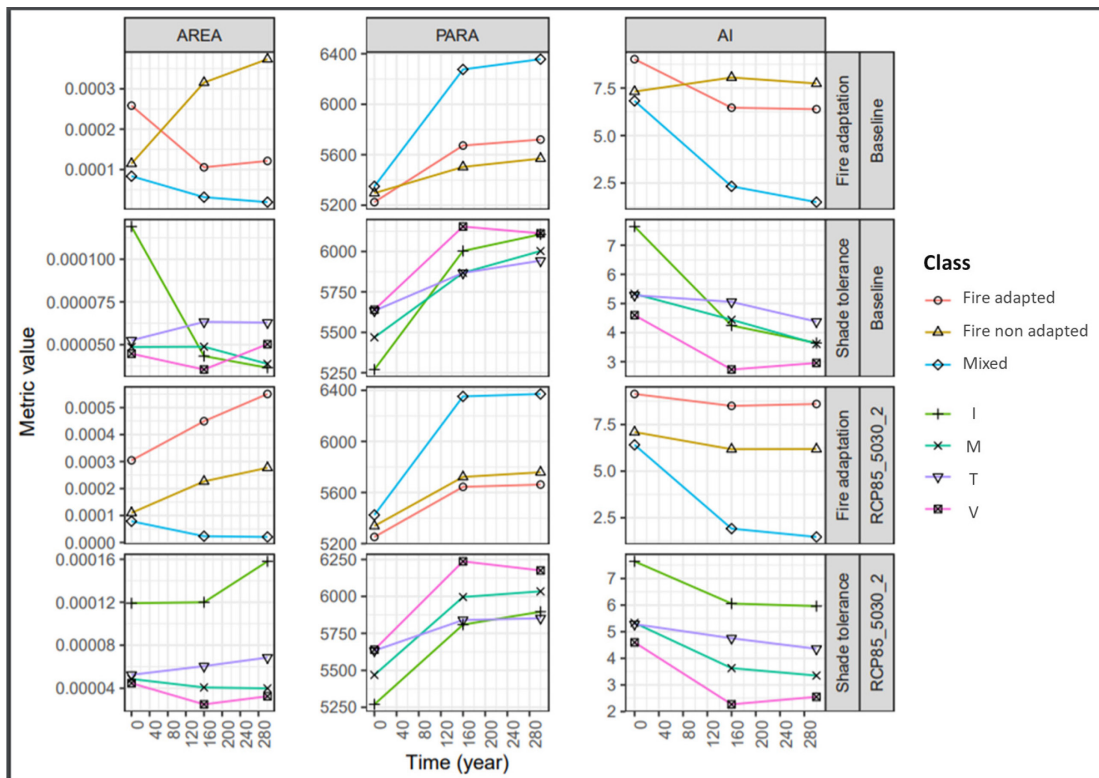 AREA PARA AI
0.0003
0.0002
0.0001
6400
6000
5600
5200
7.5
5.0
2.5
Fire adaptation
Baseline
0.000100
0.000075
0.000050
6000
5750
5500
5250
7
6
5
4
3
Shade tolerance
Baseline
0.0005
0.0004
0.0003
0.0002
0.0001
0.0000
6400
6000
5600
5200
7.5
5.0
2.5
Fire adaptation
RCP85_5030_2
0.00016
0.00012
0.00008
0.00004
6250
6000
5750
5500
5250
7
6
5
4
3
2
Shade tolerance
RCP85_5030_2
Metric value
0 40 80 120 160 200 240 280
0 40 80 120 160 200 240 280
0 40 80 120 160 200 240 280
Time (year)
Class
Fire adapted
Fire non adapted
Mixed
I
M
T
V